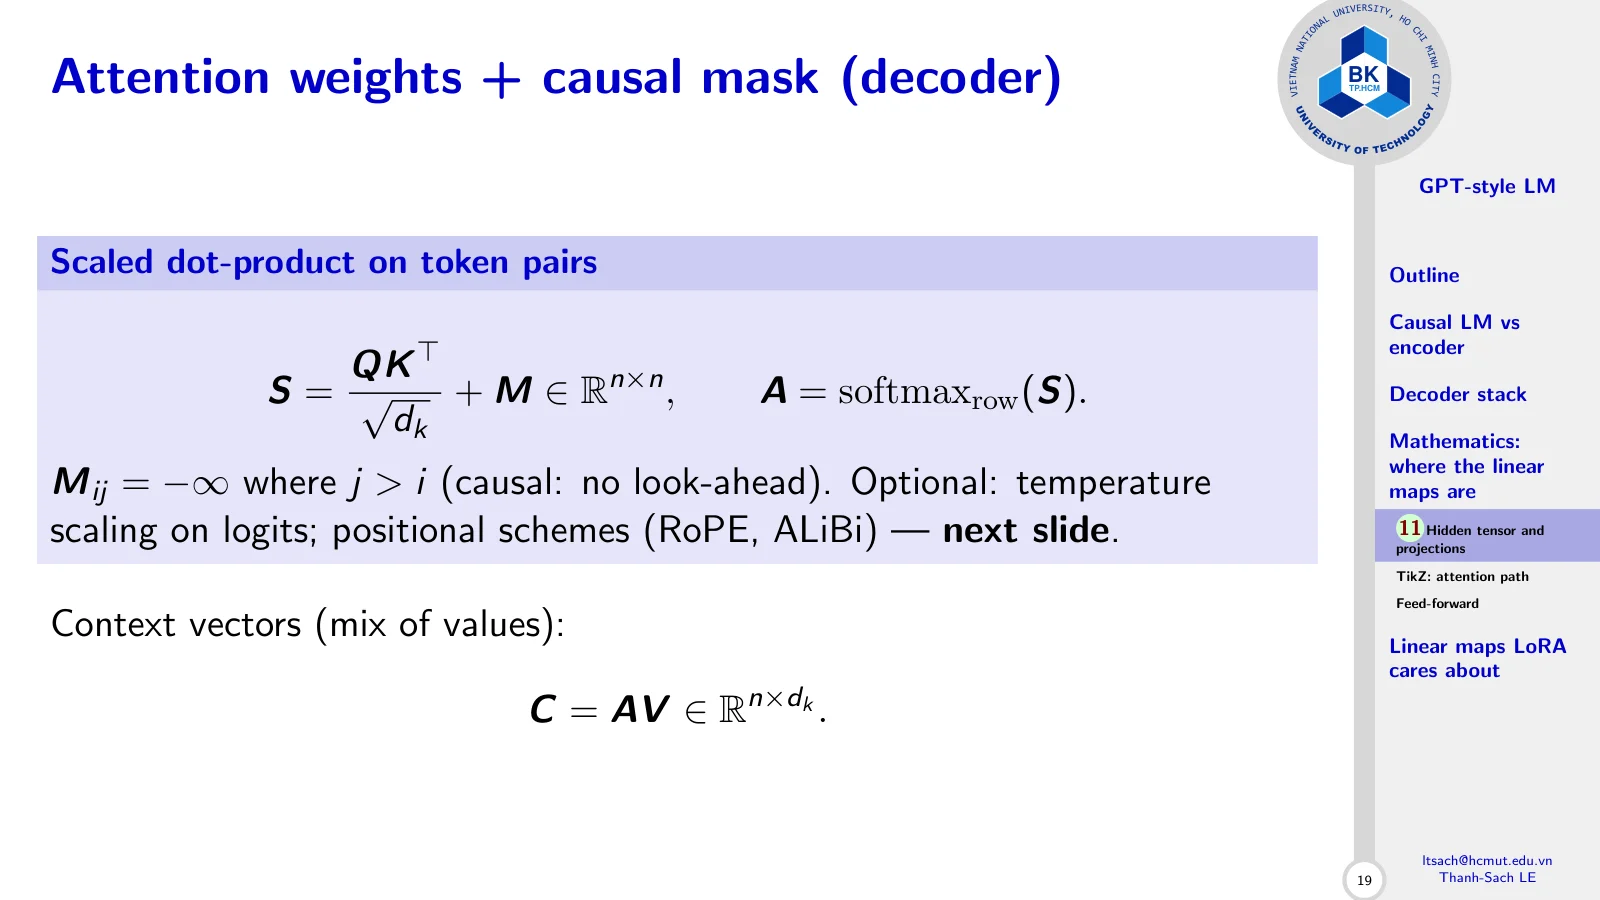 Attention weights + causal mask (decoder)
Scaled dot-product on token pairs
S = QK⊤ / √dk + M ∈ ℝⁿˣⁿ, A = softmax_row(S).
M_ij = −∞ where j > i (causal: no look-ahead). Optional: temperature
scaling on logits; positional schemes (RoPE, ALiBi) — next slide.
Context vectors (mix of values):
C = AV ∈ ℝ^{n×d_k}.
VIETNAM NATIONAL UNIVERSITY, HO CHI MINH CITY
BK
TP.HCM
UNIVERSITY OF TECHNOLOGY
GPT-style LM
Outline
Causal LM vs
encoder
Decoder stack
Mathematics:
where the linear
maps are
11 Hidden tensor and
projections
TikZ: attention path
Feed-forward
Linear maps LoRA
cares about
ltsach@hcmut.edu.vn
Thanh-Sach LE
19